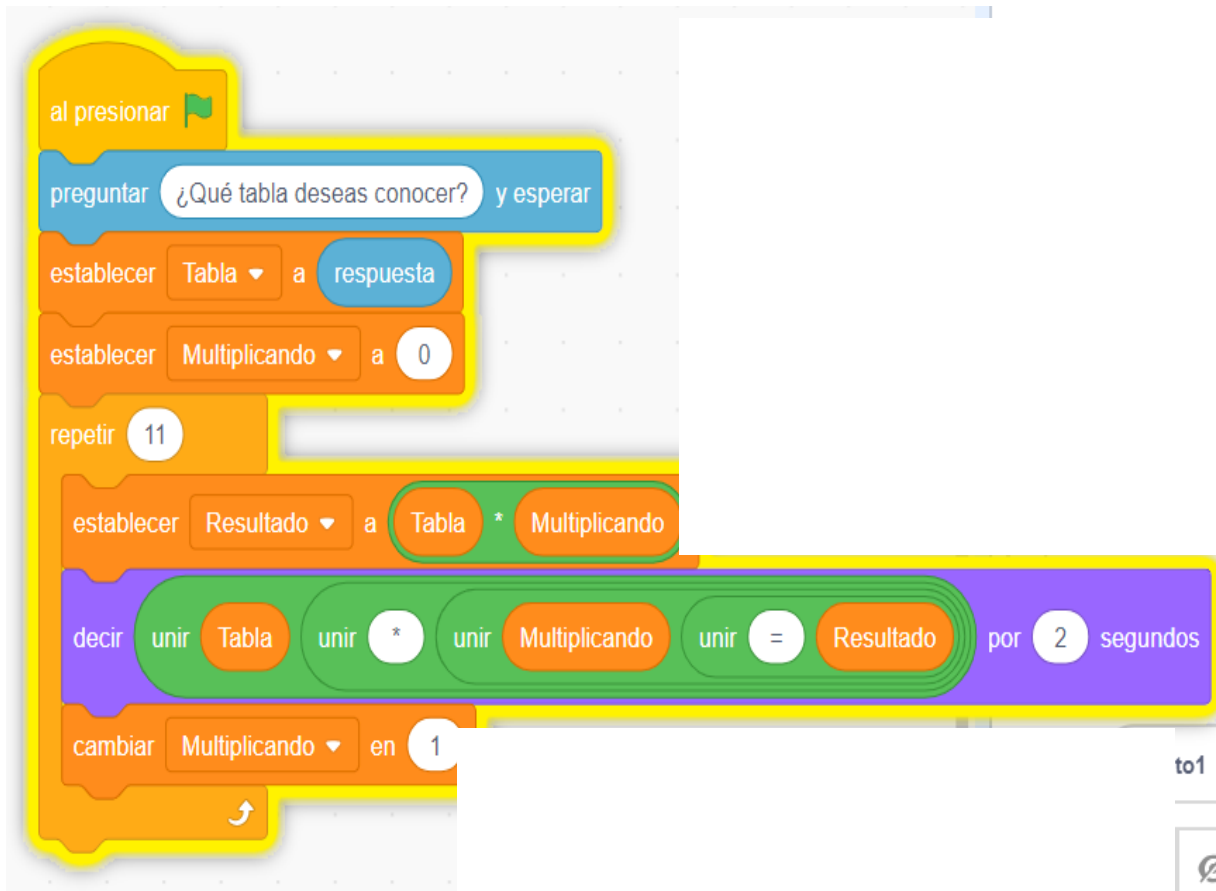 al presionar
preguntar ¿Qué tabla deseas conocer? y esperar
establecer Tabla a respuesta
establecer Multiplicando a 0
repetir 11
establecer Resultado a Tabla * Multiplicando
decir unir Tabla unir * unir Multiplicando unir = Resultado por 2 segundos
cambiar Multiplicando en 1
to1